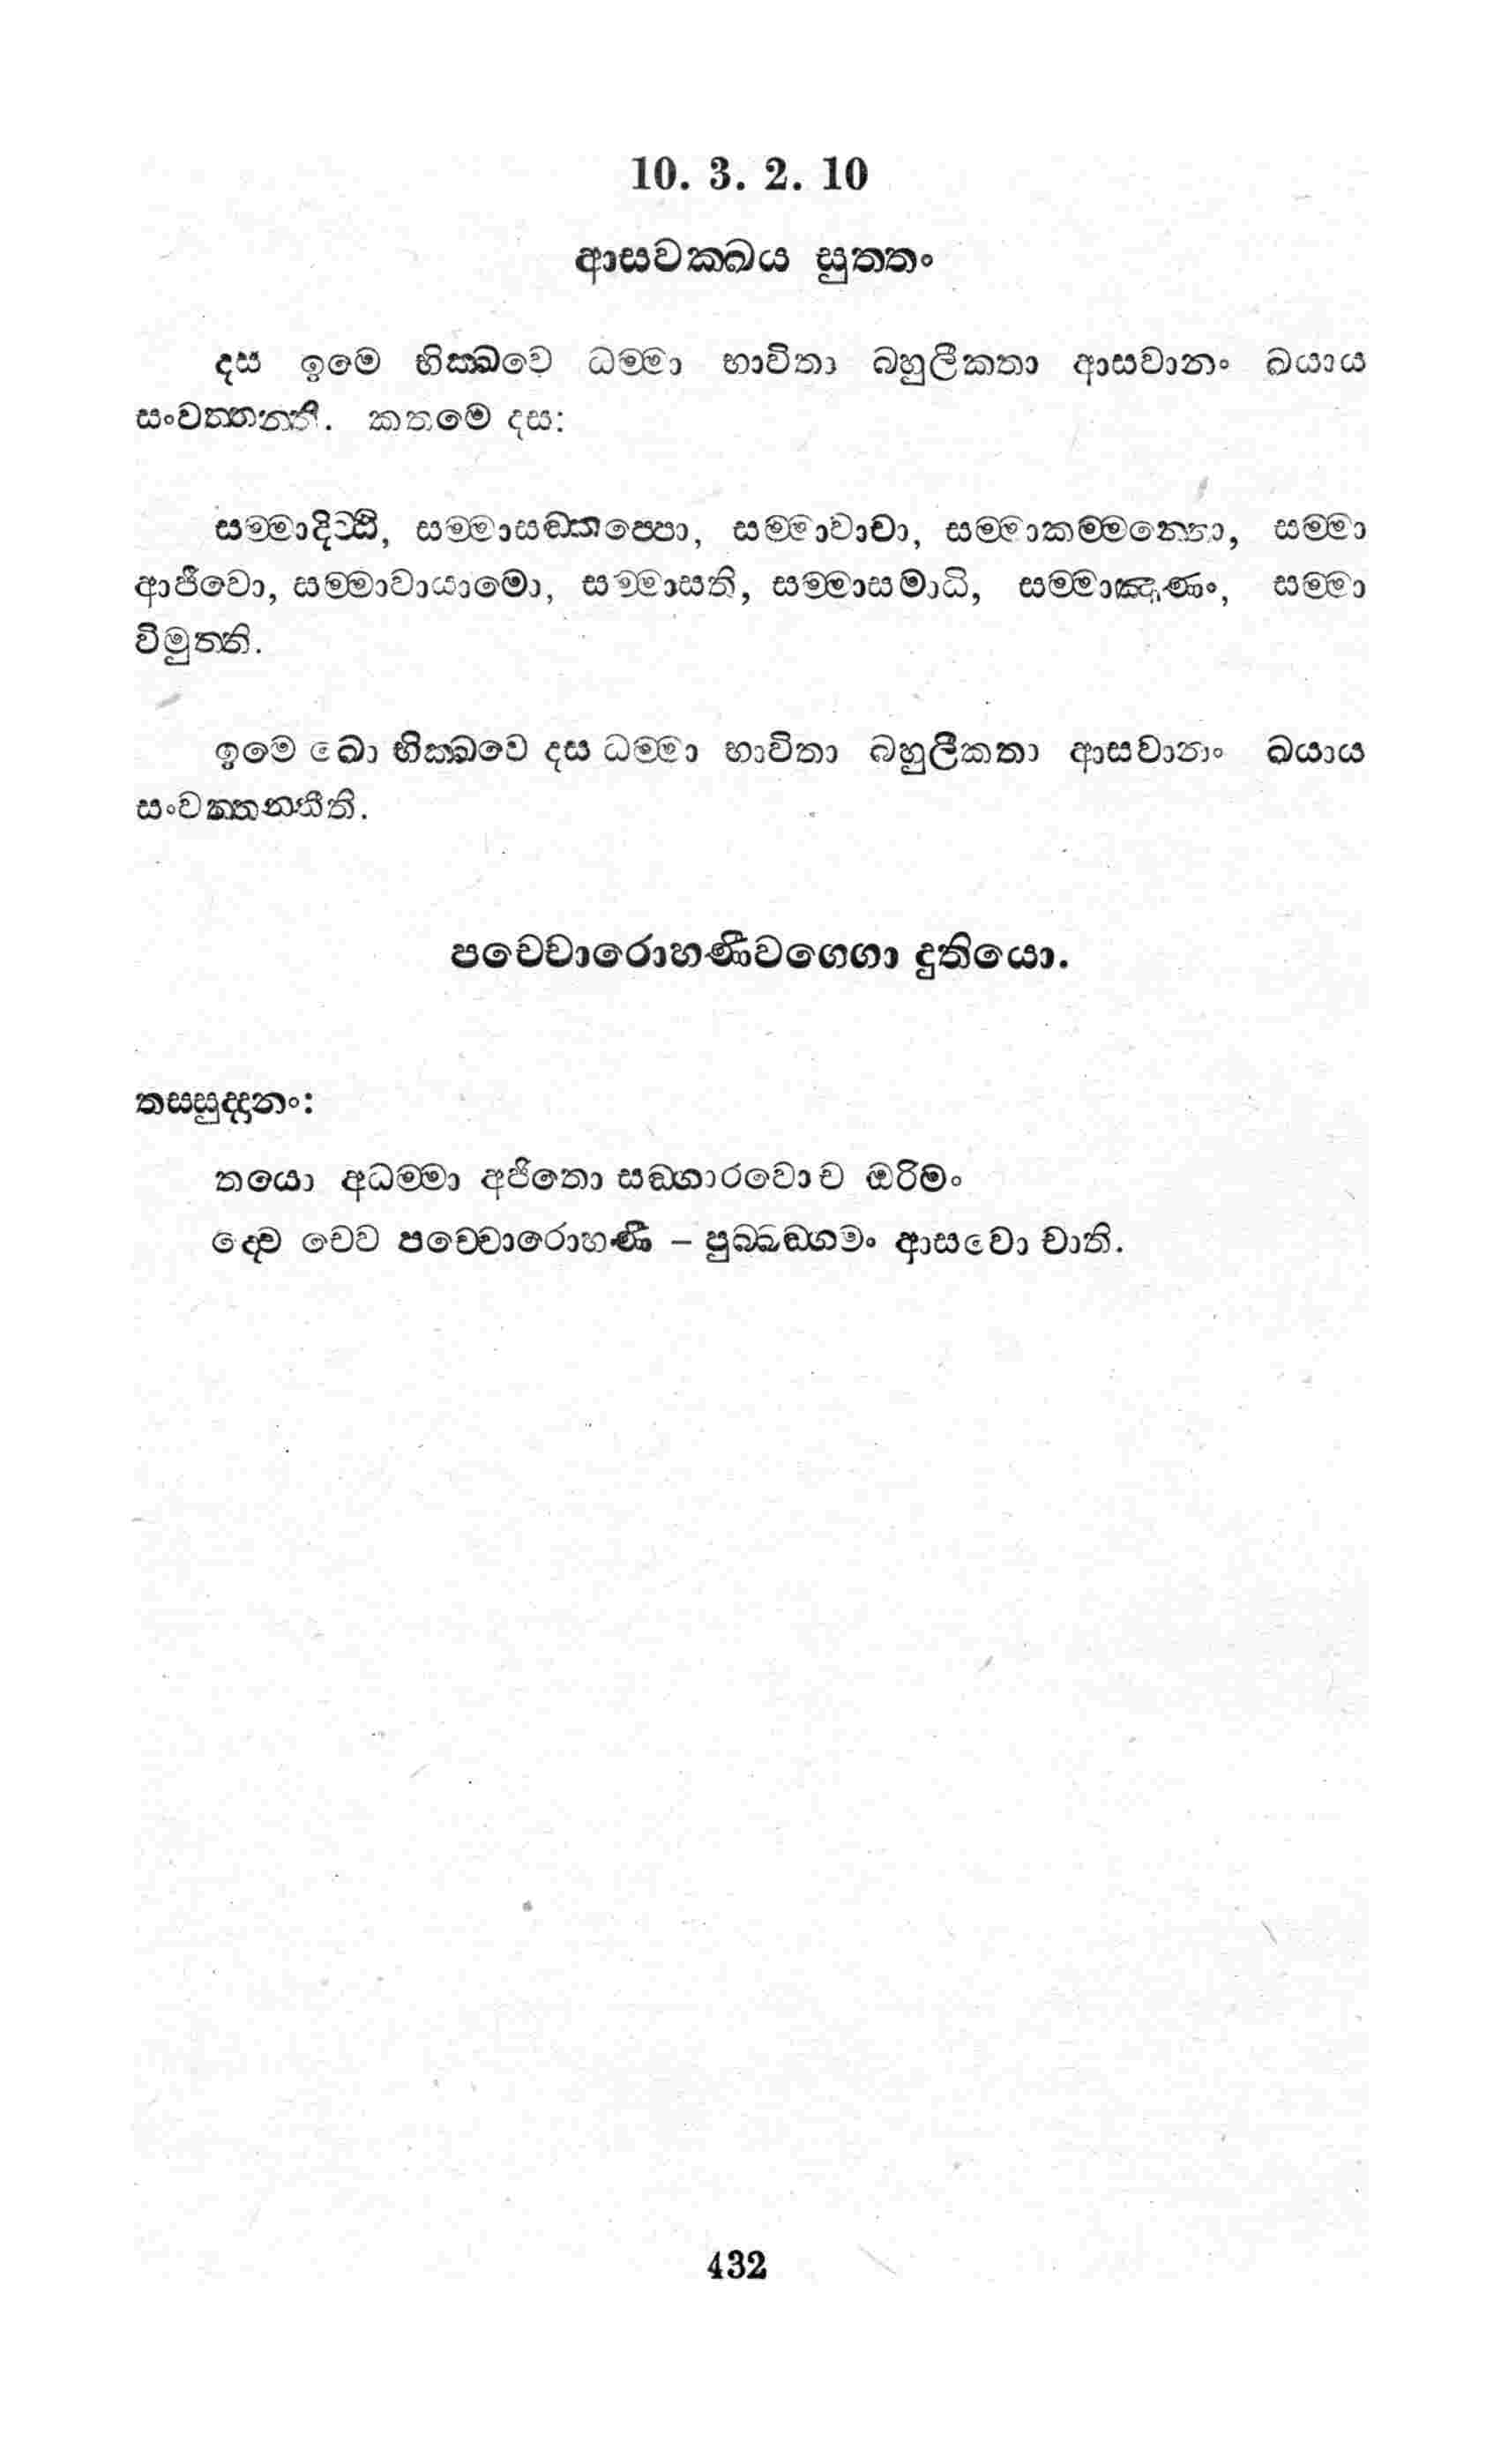 10. 3. 2. 10
ආසවක්ඛය සුත්තං
දස ඉමෙ භික්ඛවෙ ධම්මා භාවිතා බහුලීකතා ආසවානං ඛයාය
සංවත්තන්ති. කතමෙ දස:
සම්මාදිට්ඨි, සම්මාසඞ්කප්පො, සම්මාවාචා, සම්මාකම්මන්තො, සම්මා
ආජීවො, සම්මාවායාමො, සම්මාසති, සම්මාසමාධි, සම්මාඤාණං, සම්මා
විමුත්ති.
ඉමෙ ඛො භික්ඛවෙ දස ධම්මා භාවිතා බහුලීකතා ආසවානං ඛයාය
සංවත්තන්තීති.
පච්චොරොහණීවග්ගො දුතියො.
තස්සුද්දානං:
තයො අධම්මා අජිතො සඞ්ගාරවො ච ඔරිමං
ද්වෙ චෙව පච්චොරොහණී – පුබ්බඞ්ගමං ආසවො චාති.
432